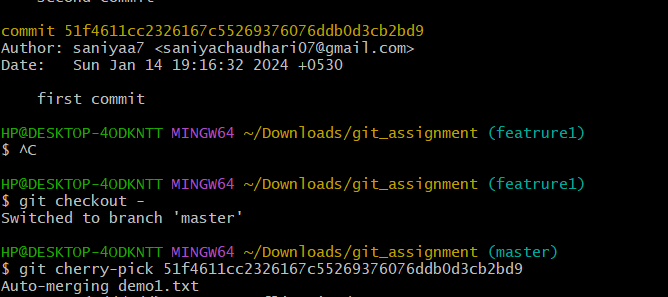 second commit
commit 51f4611cc2326167c55269376076ddb0d3cb2bd9
Author: saniyaa7 <saniyachaudhari07@gmail.com>
Date:   Sun Jan 14 19:16:32 2024 +0530
first commit
HP@DESKTOP-4ODKNTT MINGW64 ~/Downloads/git_assignment (featrure1)
$ ^C
HP@DESKTOP-4ODKNTT MINGW64 ~/Downloads/git_assignment (featrure1)
$ git checkout -
Switched to branch 'master'
HP@DESKTOP-4ODKNTT MINGW64 ~/Downloads/git_assignment (master)
$ git cherry-pick 51f4611cc2326167c55269376076ddb0d3cb2bd9
Auto-merging demo1.txt